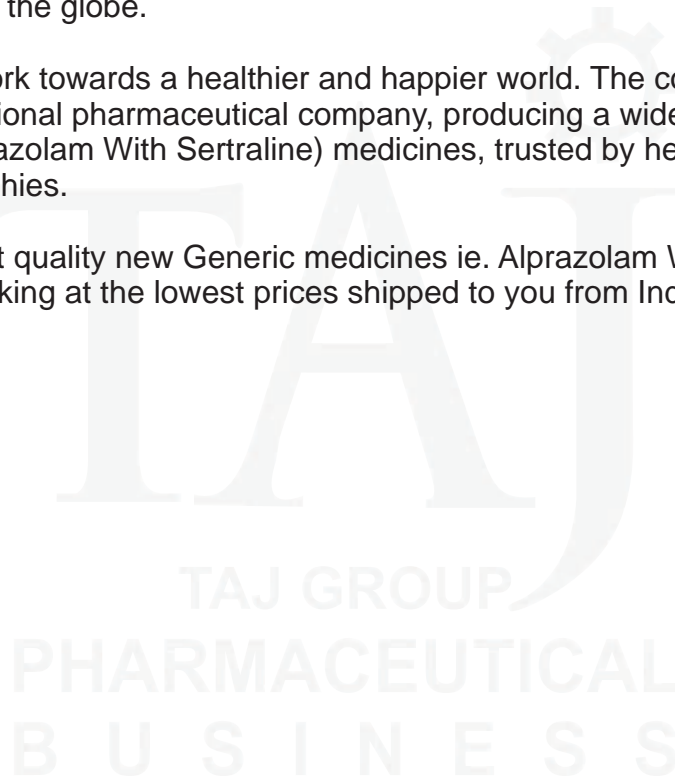 the globe.
ork towards a healthier and happier world. The co
ional pharmaceutical company, producing a wide
azolam With Sertraline) medicines, trusted by he
hies.
t quality new Generic medicines ie. Alprazolam W
king at the lowest prices shipped to you from Ind
TAJ
TAJ GROUP
PHARMACEUTICAL
BUSINESS